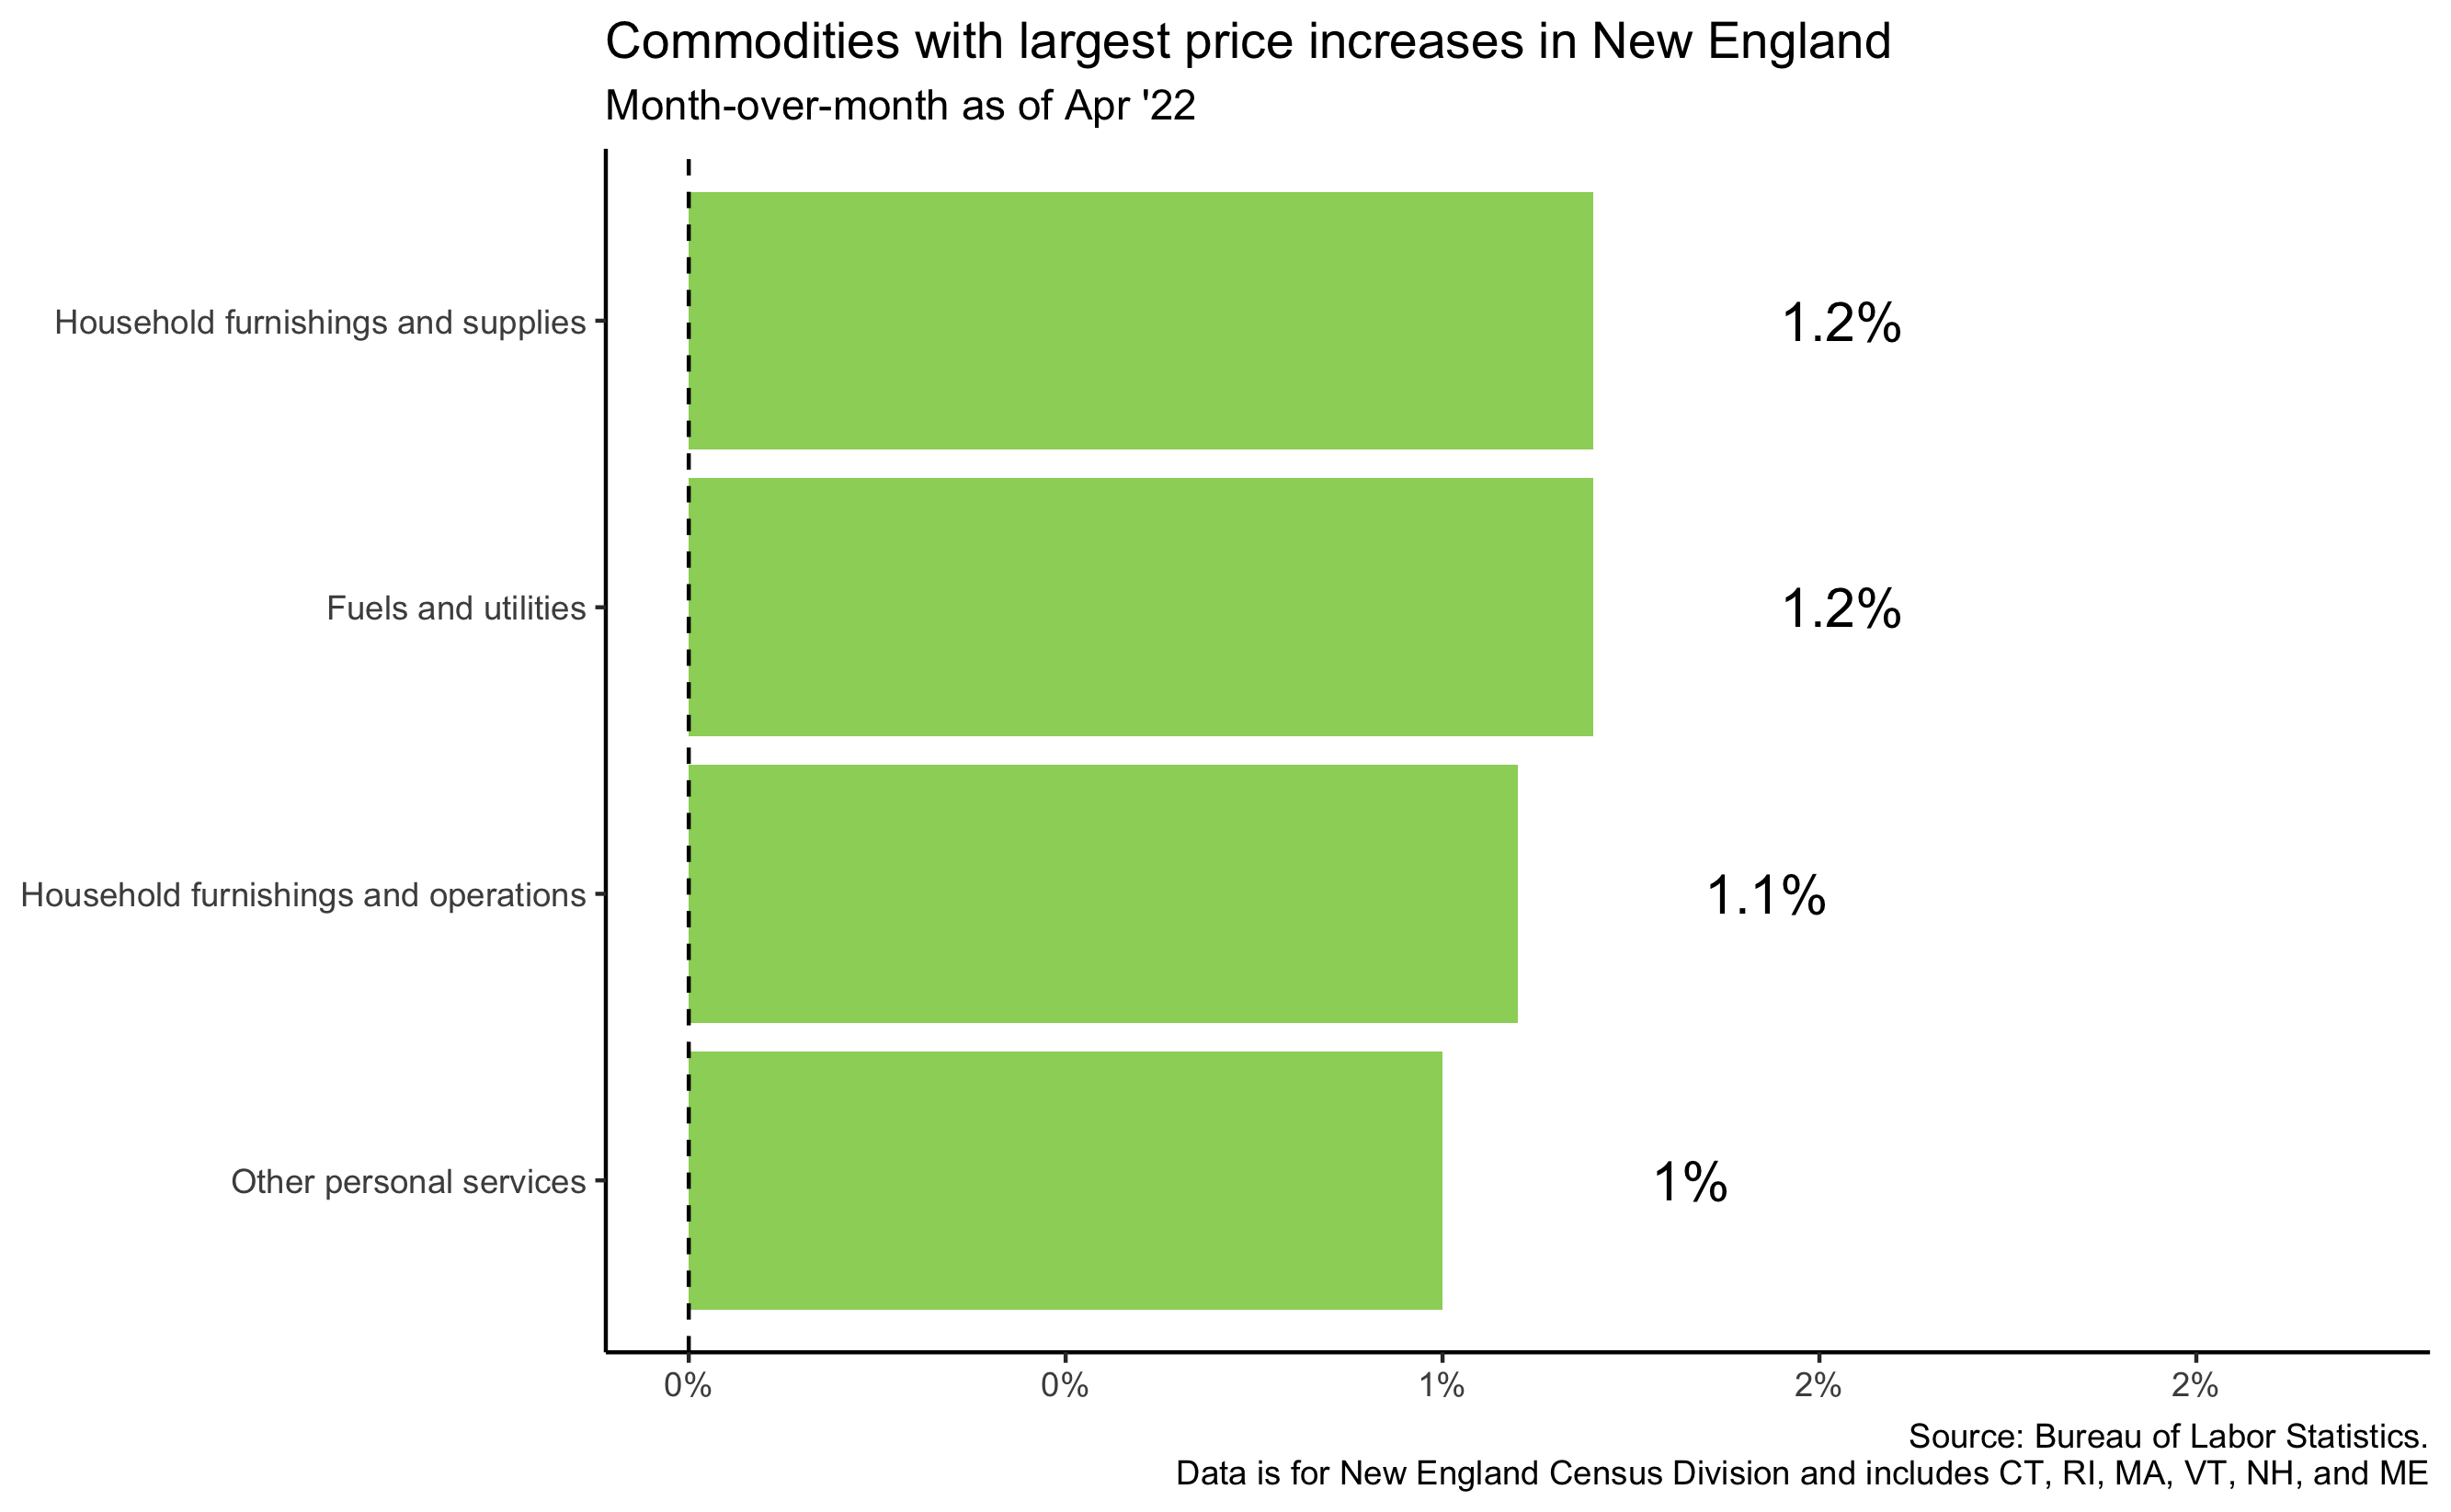 Commodities with largest price increases in New England
Month-over-month as of Apr '22
Household furnishings and supplies
1.2%
Fuels and utilities
1.2%
Household furnishings and operations
1.1%
Other personal services
1%
0% 0% 1% 2% 2%
Source: Bureau of Labor Statistics.
Data is for New England Census Division and includes CT, RI, MA, VT, NH, and ME